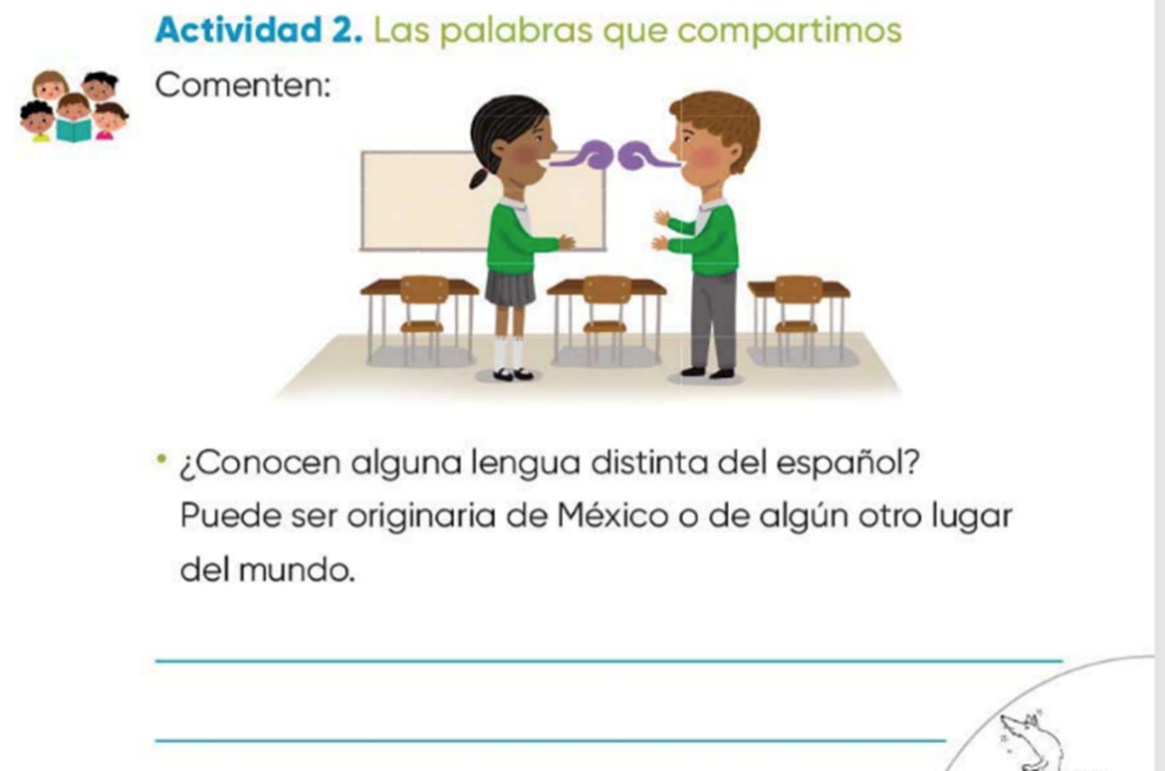 Actividad 2. Las palabras que compartimos
Comenten:
• ¿Conocen alguna lengua distinta del español?
Puede ser originaria de México o de algún otro lugar
del mundo.